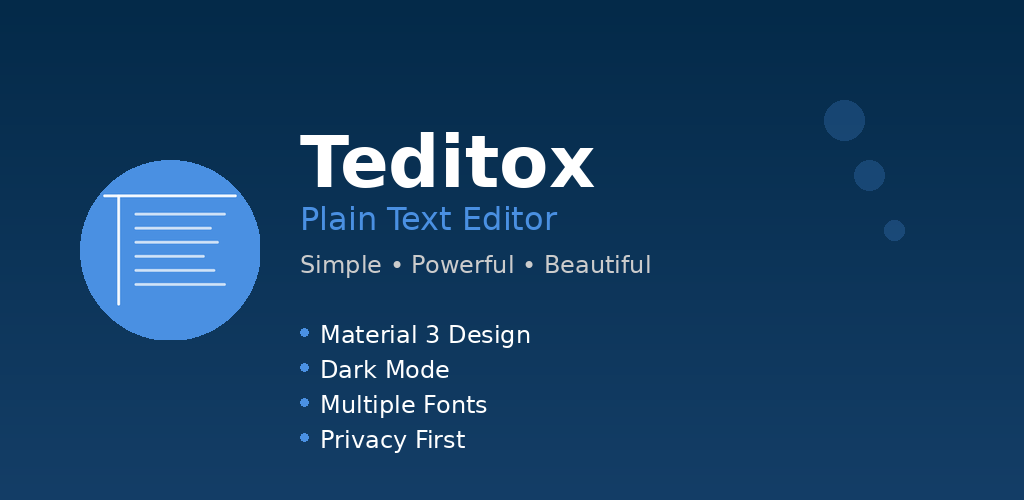 Teditox
Plain Text Editor
Simple • Powerful • Beautiful
• Material 3 Design
• Dark Mode
• Multiple Fonts
• Privacy First